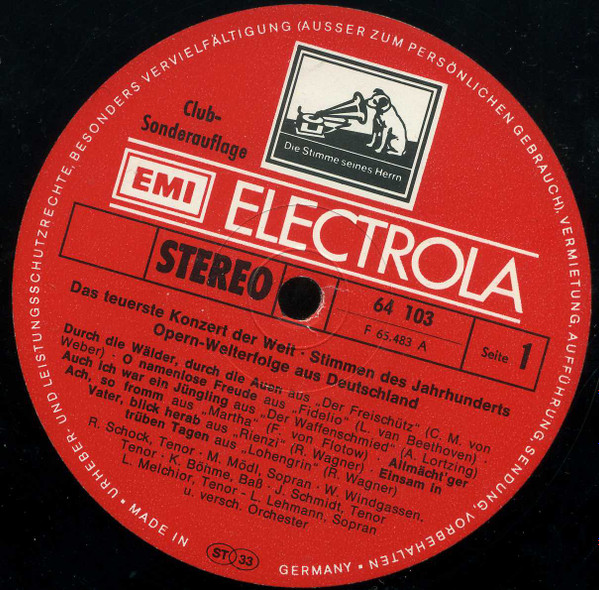 URHEBER- UND LEISTUNGSSCHUTZRECHTE, BESONDERS VERVIELFÄLTIGUNG (AUSSER ZUM PERSÖNLICHEN GEBRAUCH), VERMIETUNG, AUFFÜHRUNG, SENDUNG, VORBEHALTEN •
Club-
Sonderauflage
Die Stimme seines Herrn
EMI ELECTROLA
STEREO
64 103
F 65.483 A
Seite 1
Das teuerste Konzert der Welt · Stimmen des Jahrhunderts
Opern-Welterfolge aus Deutschland
Durch die Wälder, durch die Auen aus „Der Freischütz" (C. M. von
Weber) · O namenlose Freude aus „Fidelio" (L. van Beethoven) ·
Auch ich war ein Jüngling aus „Der Waffenschmied" (A. Lortzing)
Ach, so fromm aus „Martha" (F. von Flotow) · Allmächt'ger
Vater, blick herab aus „Rienzi" (R. Wagner) · Einsam in
trüben Tagen aus „Lohengrin" (R. Wagner)
R. Schock, Tenor · M. Mödl, Sopran · W. Windgassen,
Tenor · K. Böhme, Baß · J. Schmidt, Tenor
L. Melchior, Tenor · L. Lehmann, Sopran
u. versch. Orchester
ST 33
• MADE IN GERMANY •